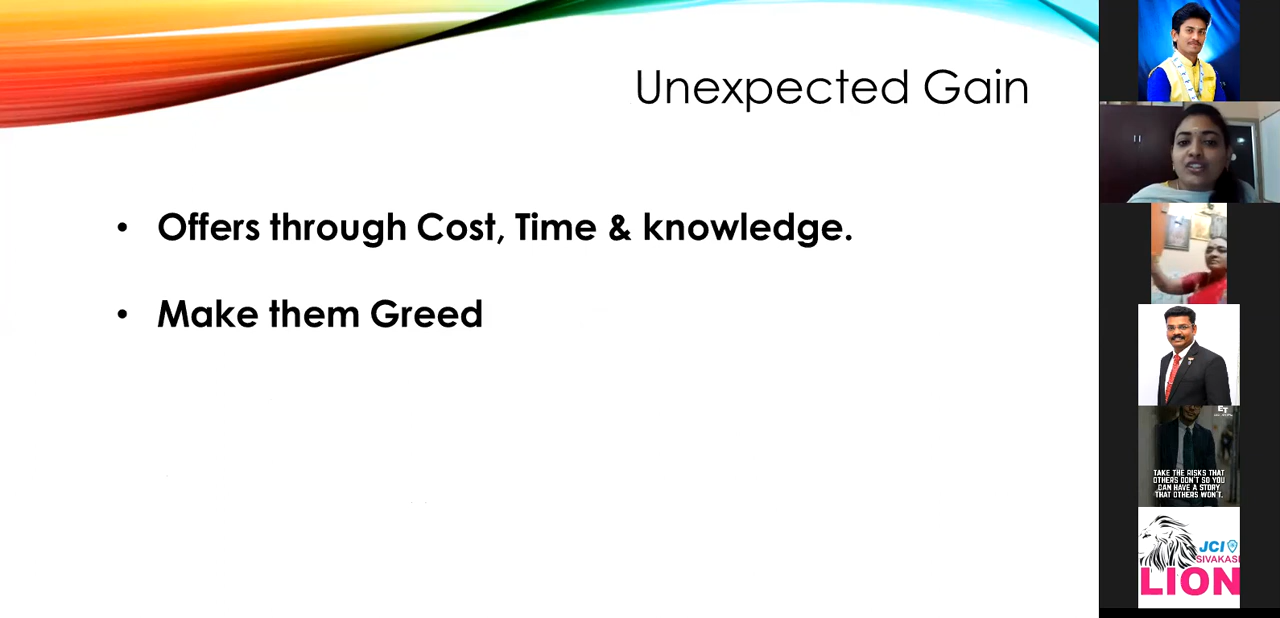 Unexpected Gain
• Offers through Cost, Time & knowledge.
• Make them Greed
ET
TAKE THE RISKS THAT
OTHERS DON'T SO YOU
CAN HAVE A STORY
THAT OTHERS WON'T.
JCI
SIVAKASI
LION